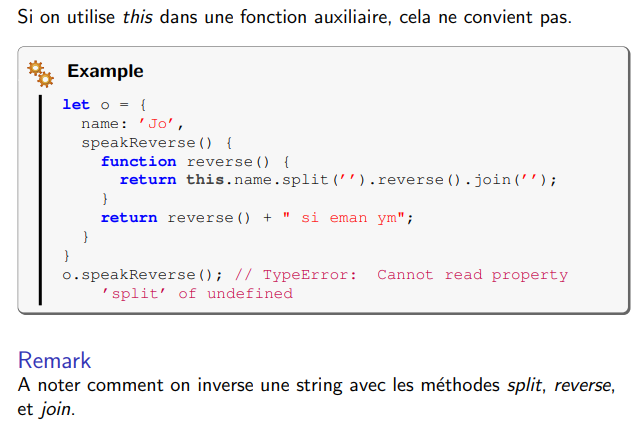 Si on utilise this dans une fonction auxiliaire, cela ne convient pas.
Example
let o = {
  name: 'Jo',
  speakReverse() {
    function reverse() {
      return this.name.split('').reverse().join('');
    }
    return reverse() + " si eman ym";
  }
}
o.speakReverse(); // TypeError:  Cannot read property
    'split' of undefined
Remark
A noter comment on inverse une string avec les méthodes split, reverse,
et join.